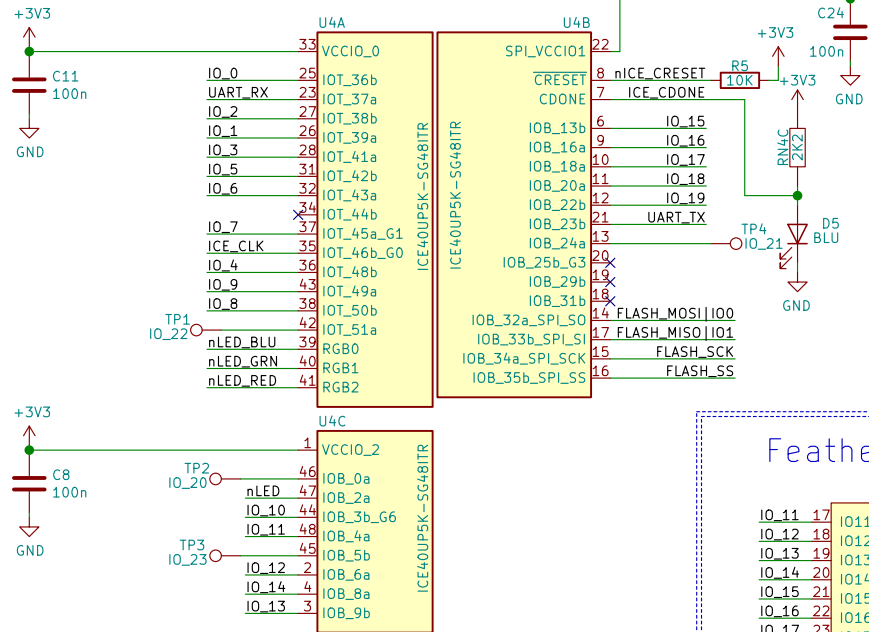 +3V3
C11
100n
GND
U4A
33 VCCIO_0
IO_0 25 IOT_36b
UART_RX 23 IOT_37a
IO_2 27 IOT_38b
IO_1 26 IOT_39a
IO_3 28 IOT_41a
IO_5 31 IOT_42b
IO_6 32 IOT_43a
34 IOT_44b
IO_7 37 IOT_45a_G1
ICE_CLK 35 IOT_46b_G0
IO_4 36 IOT_48b
IO_9 43 IOT_49a
IO_8 38 IOT_50b
TP1
IO_22 42 IOT_51a
nLED_BLU 39 RGB0
nLED_GRN 40 RGB1
nLED_RED 41 RGB2
ICE40UP5K-SG48ITR
U4B
ICE40UP5K-SG48ITR
SPI_VCCIO1 22
CRESET 8 nICE_CRESET
CDONE 7 ICE_CDONE
IOB_13b 6 IO_15
IOB_16a 9 IO_16
IOB_18a 10 IO_17
IOB_20a 11 IO_18
IOB_22b 12 IO_19
IOB_23b 21 UART_TX
IOB_24a 13
IOB_25b_G3 20
IOB_29b 19
IOB_31b 18
IOB_32a_SPI_SO 14 FLASH_MOSI|IO0
IOB_33b_SPI_SI 17 FLASH_MISO|IO1
IOB_34a_SPI_SCK 15 FLASH_SCK
IOB_35b_SPI_SS 16 FLASH_SS
R5
10K
+3V3
+3V3
RN4C
2K2
TP4
IO_21
D5
BLU
GND
C24
100n
GND
+3V3
C8
100n
GND
U4C
1 VCCIO_2
TP2
IO_20 46 IOB_0a
nLED 47 IOB_2a
IO_10 44 IOB_3b_G6
IO_11 48 IOB_4a
TP3
IO_23 45 IOB_5b
IO_12 2 IOB_6a
IO_14 4 IOB_8a
IO_13 3 IOB_9b
ICE40UP5K-SG48ITR
Feathe
IO_11 17 IO11
IO_12 18 IO12
IO_13 19 IO13
IO_14 20 IO14
IO_15 21 IO15
IO_16 22 IO16
IO_17 23